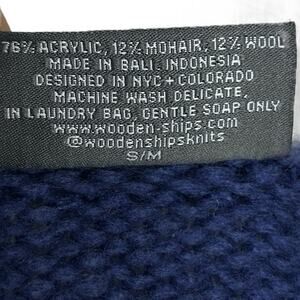 76% ACRYLIC, 12% MOHAIR, 12% WOOL
MADE IN BALI, INDONESIA
DESIGNED IN NYC + COLORADO
MACHINE WASH DELICATE,
IN LAUNDRY BAG, GENTLE SOAP ONLY
www.wooden-ships.com
@woodenshipsknits
S/M